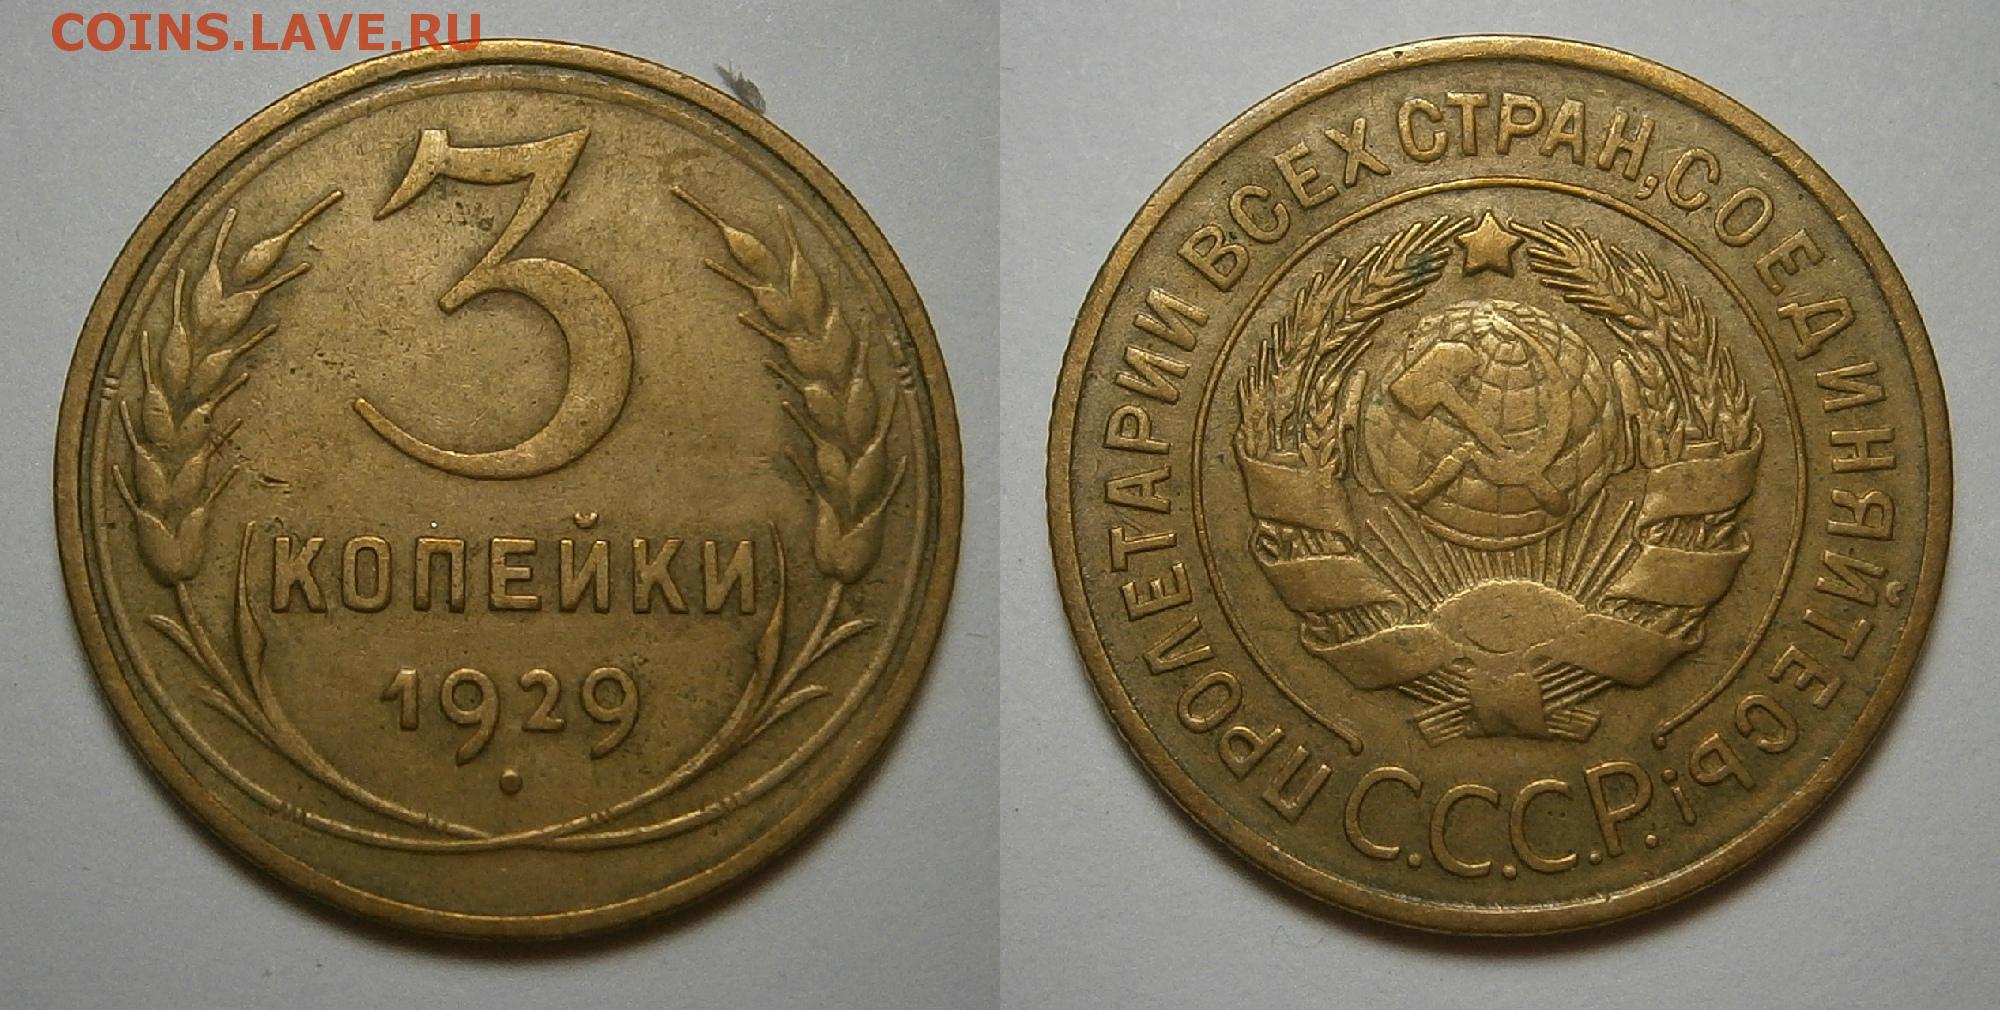 COINS.LAVE.RU
3
КОПЕЙКИ
1929
ПРОЛЕТАРИИ ВСЕХ СТРАН, СОЕДИНЯЙТЕСЬ!
С.С.С.Р.